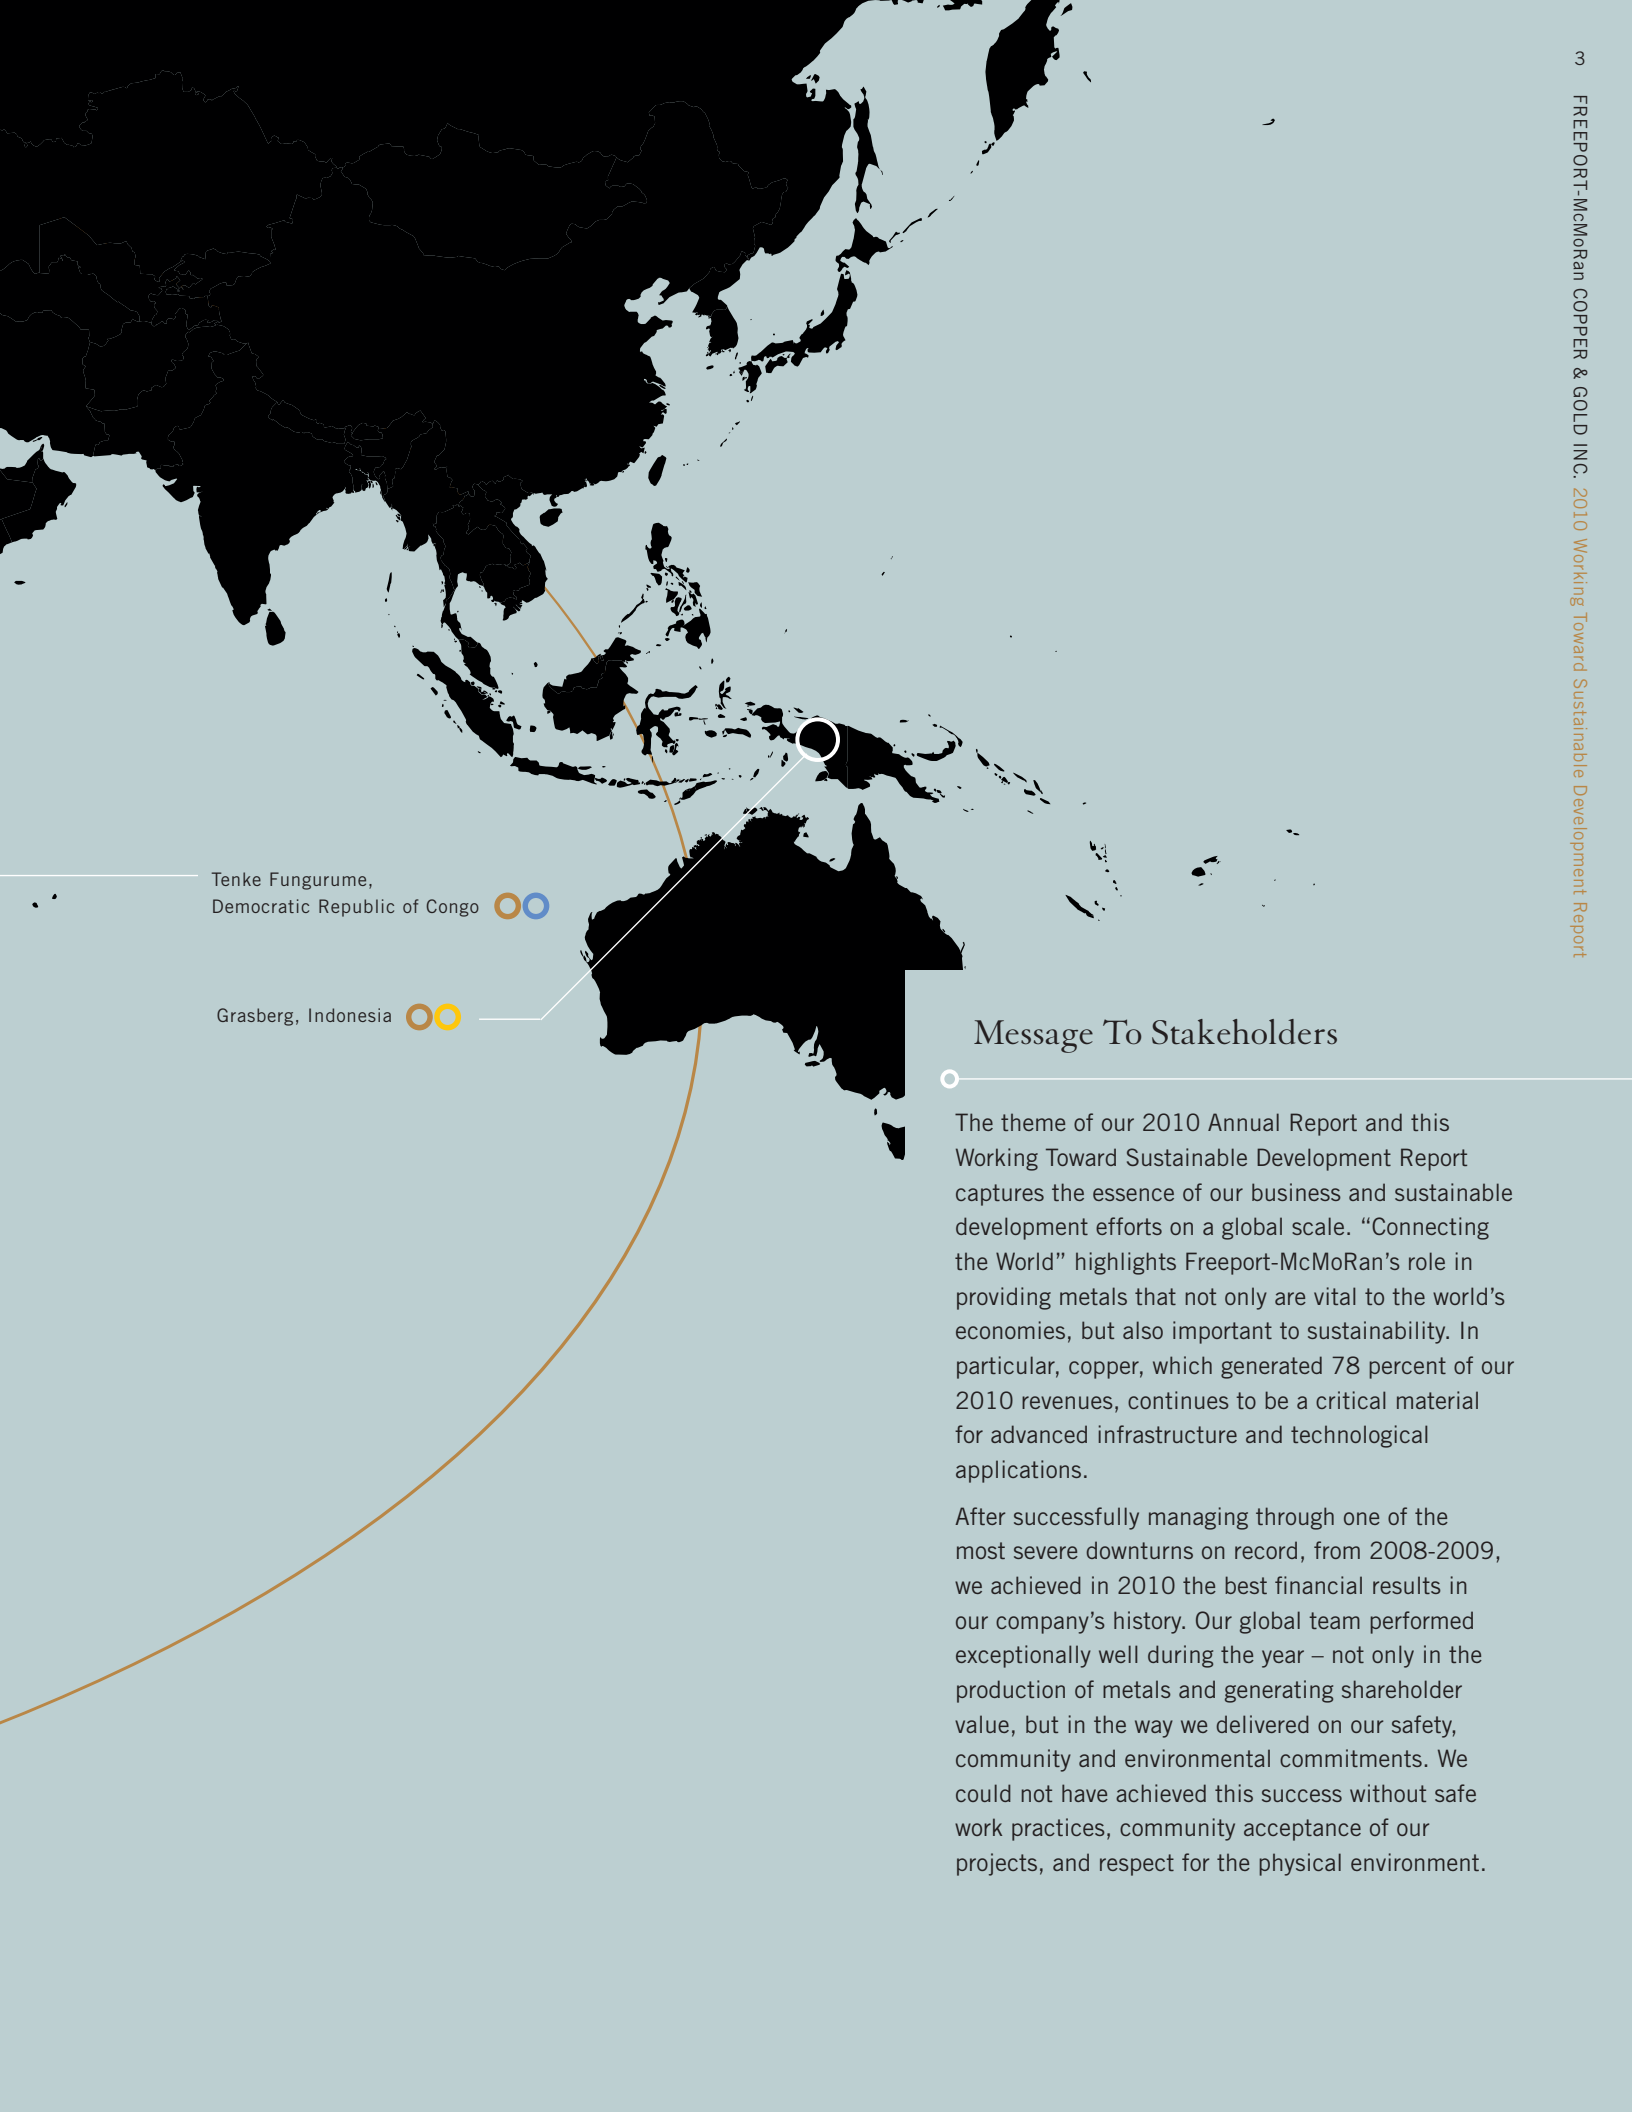 3
FREEPORT-McMoRan COPPER & GOLD INC. 2010 Working Toward Sustainable Development Report
Tenke Fungurume,
Democratic Republic of Congo
Grasberg, Indonesia
Message To Stakeholders
The theme of our 2010 Annual Report and this
Working Toward Sustainable Development Report
captures the essence of our business and sustainable
development efforts on a global scale. “Connecting
the World” highlights Freeport-McMoRan’s role in
providing metals that not only are vital to the world’s
economies, but also important to sustainability. In
particular, copper, which generated 78 percent of our
2010 revenues, continues to be a critical material
for advanced infrastructure and technological
applications.
After successfully managing through one of the
most severe downturns on record, from 2008-2009,
we achieved in 2010 the best financial results in
our company’s history. Our global team performed
exceptionally well during the year – not only in the
production of metals and generating shareholder
value, but in the way we delivered on our safety,
community and environmental commitments. We
could not have achieved this success without safe
work practices, community acceptance of our
projects, and respect for the physical environment.